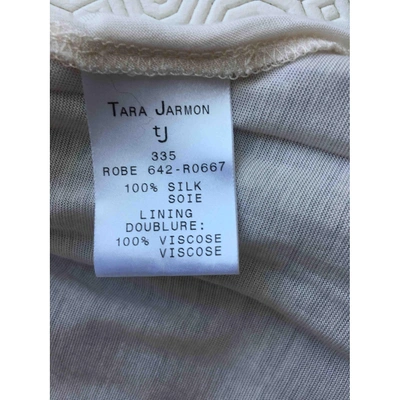 TARA JARMON
tj
335
ROBE 642-R0667
100% SILK
SOIE
LINING
DOUBLURE:
100% VISCOSE
VISCOSE